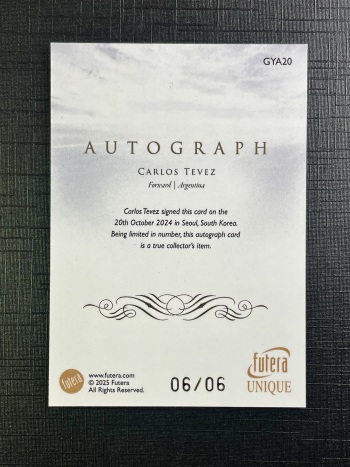 GYA20
AUTOGRAPH
CARLOS TEVEZ
Forward | Argentina
Carlos Tevez signed this card on the
20th October 2024 in Seoul, South Korea.
Being limited in number, this autograph card
is a true collector's item.
futera
www.futera.com
© 2025 Futera
All Rights Reserved.
06/06
futera
UNIQUE